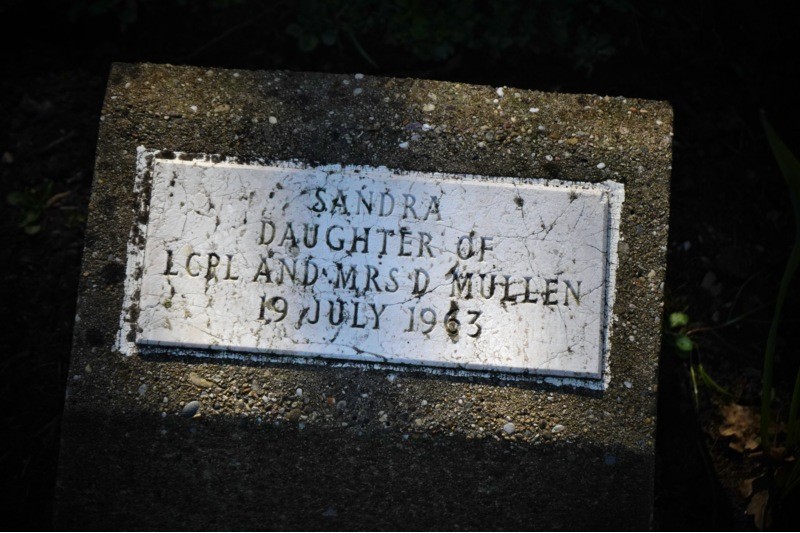 SANDRA
DAUGHTER OF
LCPL AND MRS D MULLEN
19 JULY 1963